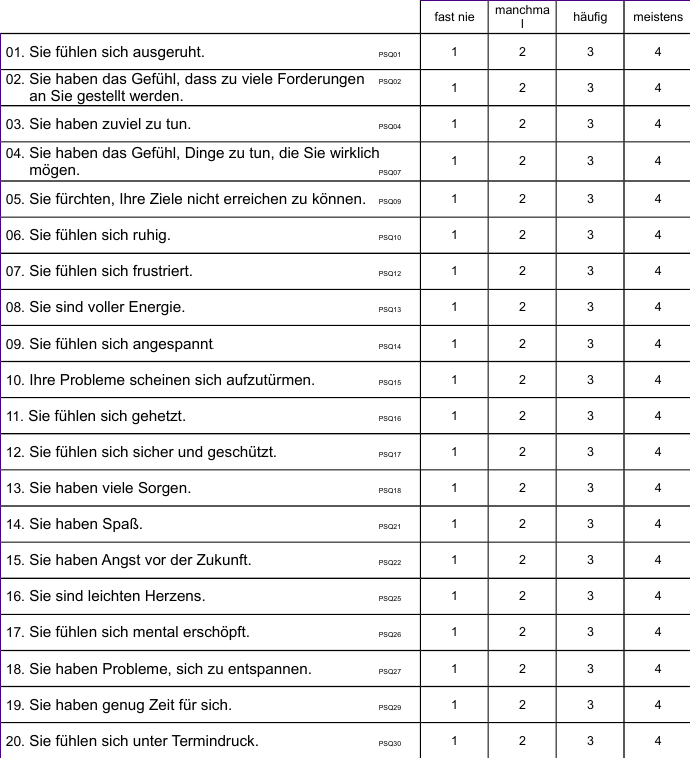 fast nie manchma häufig meistens
l
01. Sie fühlen sich ausgeruht. PSQ01 1 2 3 4
02. Sie haben das Gefühl, dass zu viele Forderungen PSQ02
an Sie gestellt werden. 1 2 3 4
03. Sie haben zuviel zu tun. PSQ04 1 2 3 4
04. Sie haben das Gefühl, Dinge zu tun, die Sie wirklich
mögen. PSQ07 1 2 3 4
05. Sie fürchten, Ihre Ziele nicht erreichen zu können. PSQ09 1 2 3 4
06. Sie fühlen sich ruhig. PSQ10 1 2 3 4
07. Sie fühlen sich frustriert. PSQ12 1 2 3 4
08. Sie sind voller Energie. PSQ13 1 2 3 4
09. Sie fühlen sich angespannt PSQ14 1 2 3 4
10. Ihre Probleme scheinen sich aufzutürmen. PSQ15 1 2 3 4
11. Sie fühlen sich gehetzt. PSQ16 1 2 3 4
12. Sie fühlen sich sicher und geschützt. PSQ17 1 2 3 4
13. Sie haben viele Sorgen. PSQ18 1 2 3 4
14. Sie haben Spaß. PSQ21 1 2 3 4
15. Sie haben Angst vor der Zukunft. PSQ22 1 2 3 4
16. Sie sind leichten Herzens. PSQ25 1 2 3 4
17. Sie fühlen sich mental erschöpft. PSQ26 1 2 3 4
18. Sie haben Probleme, sich zu entspannen. PSQ27 1 2 3 4
19. Sie haben genug Zeit für sich. PSQ29 1 2 3 4
20. Sie fühlen sich unter Termindruck. PSQ30 1 2 3 4